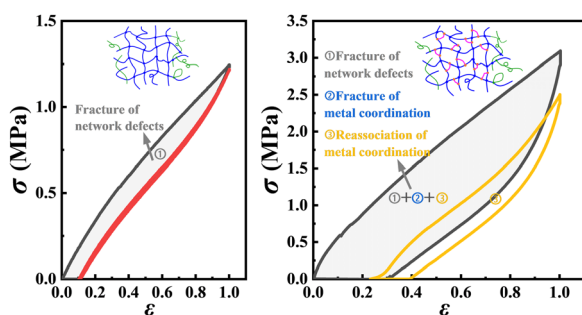 1.5
1.0
0.5
0.0
σ (MPa)
Fracture of
network defects
①
0.0 0.2 0.4 0.6 0.8 1.0
ε
3.5
3.0
2.5
2.0
1.5
1.0
0.5
0.0
σ (MPa)
①Fracture of
network defects
②Fracture of
metal coordination
③Reassociation of
metal coordination
①+②+③
③
0.0 0.2 0.4 0.6 0.8 1.0
ε